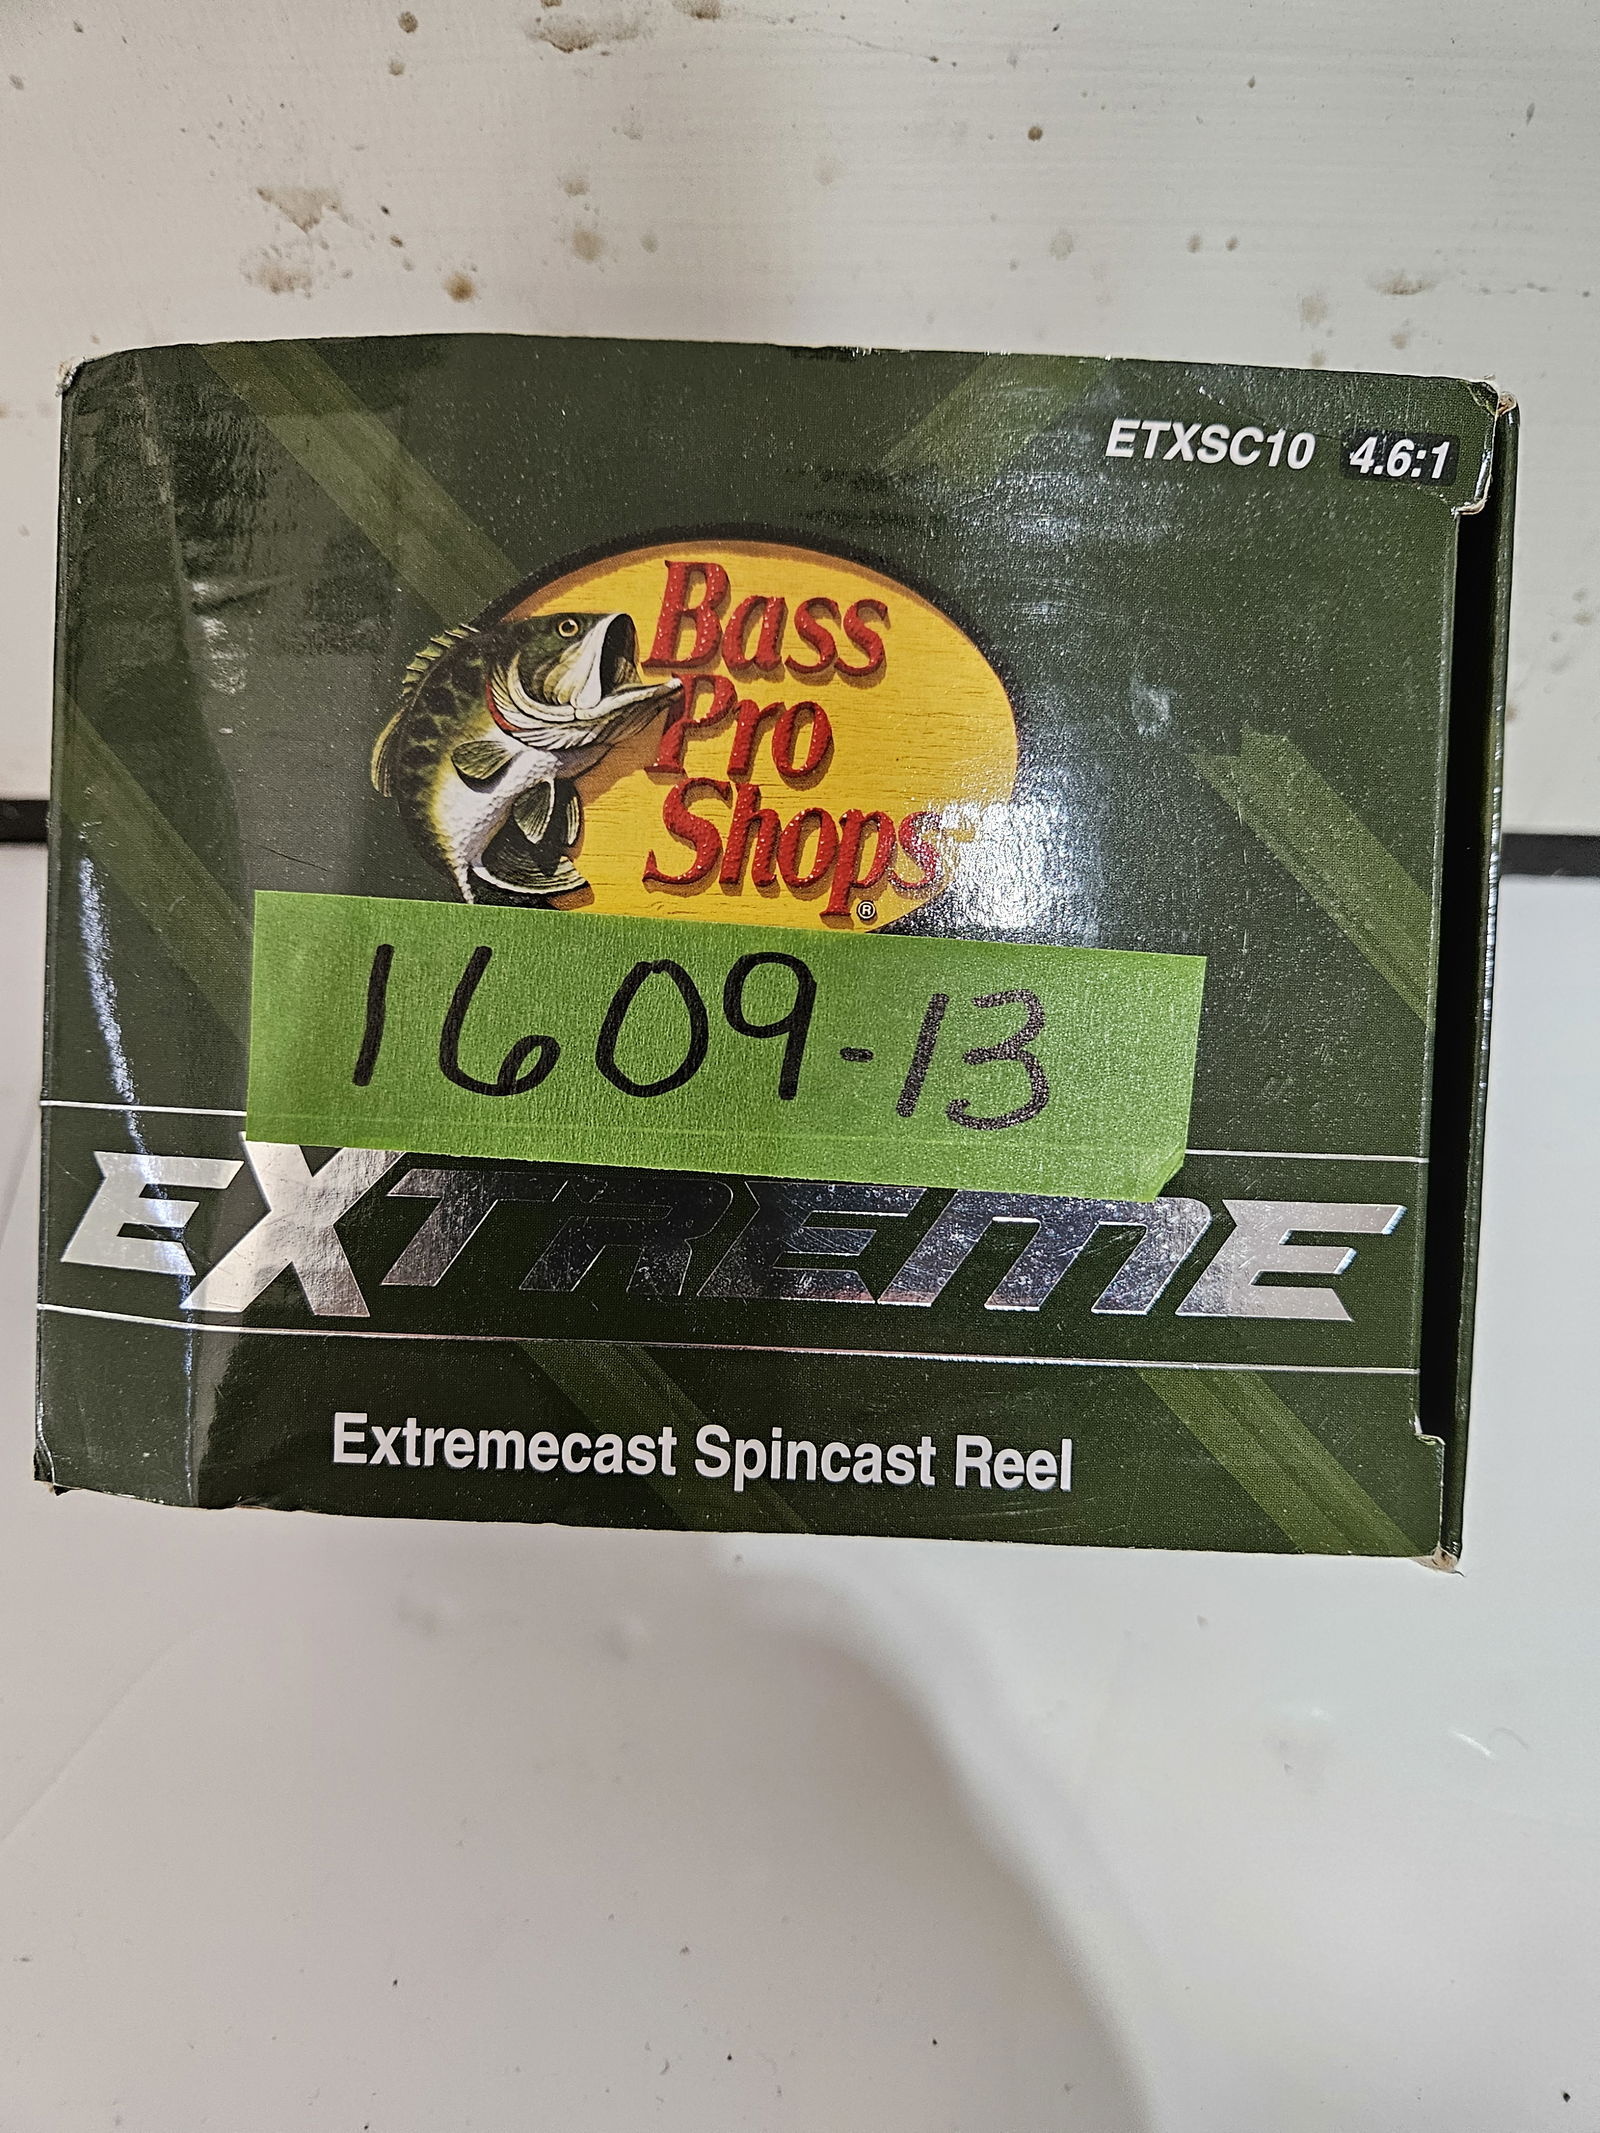 ETXSC10 4.6:1
Bass
Pro
Shops®
1609-13
EXTREME
Extremecast Spincast Reel